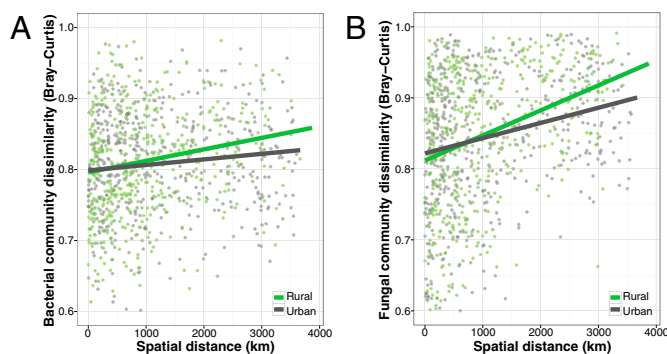 A
Bacterial community dissimilarity (Bray−Curtis)
1.0
0.9
0.8
0.7
0.6
0
1000
2000
3000
4000
Spatial distance (km)
Rural
Urban
B
Fungal community dissimilarity (Bray−Curtis)
1.0
0.9
0.8
0.7
0.6
0
1000
2000
3000
4000
Spatial distance (km)
Rural
Urban